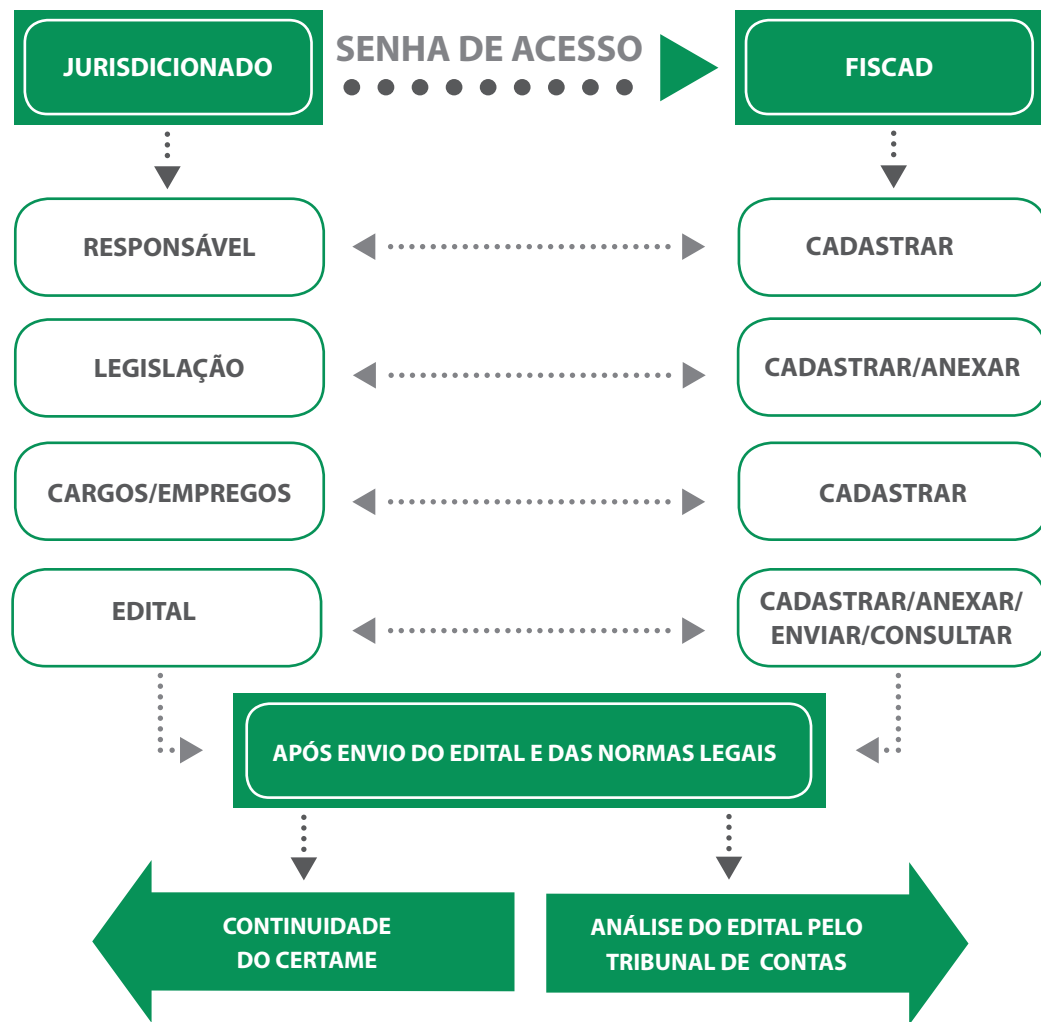 JURISDICIONADO
SENHA DE ACESSO
FISCAD
RESPONSÁVEL
CADASTRAR
LEGISLAÇÃO
CADASTRAR/ANEXAR
CARGOS/EMPREGOS
CADASTRAR
EDITAL
CADASTRAR/ANEXAR/
ENVIAR/CONSULTAR
APÓS ENVIO DO EDITAL E DAS NORMAS LEGAIS
CONTINUIDADE
DO CERTAME
ANÁLISE DO EDITAL PELO
TRIBUNAL DE CONTAS